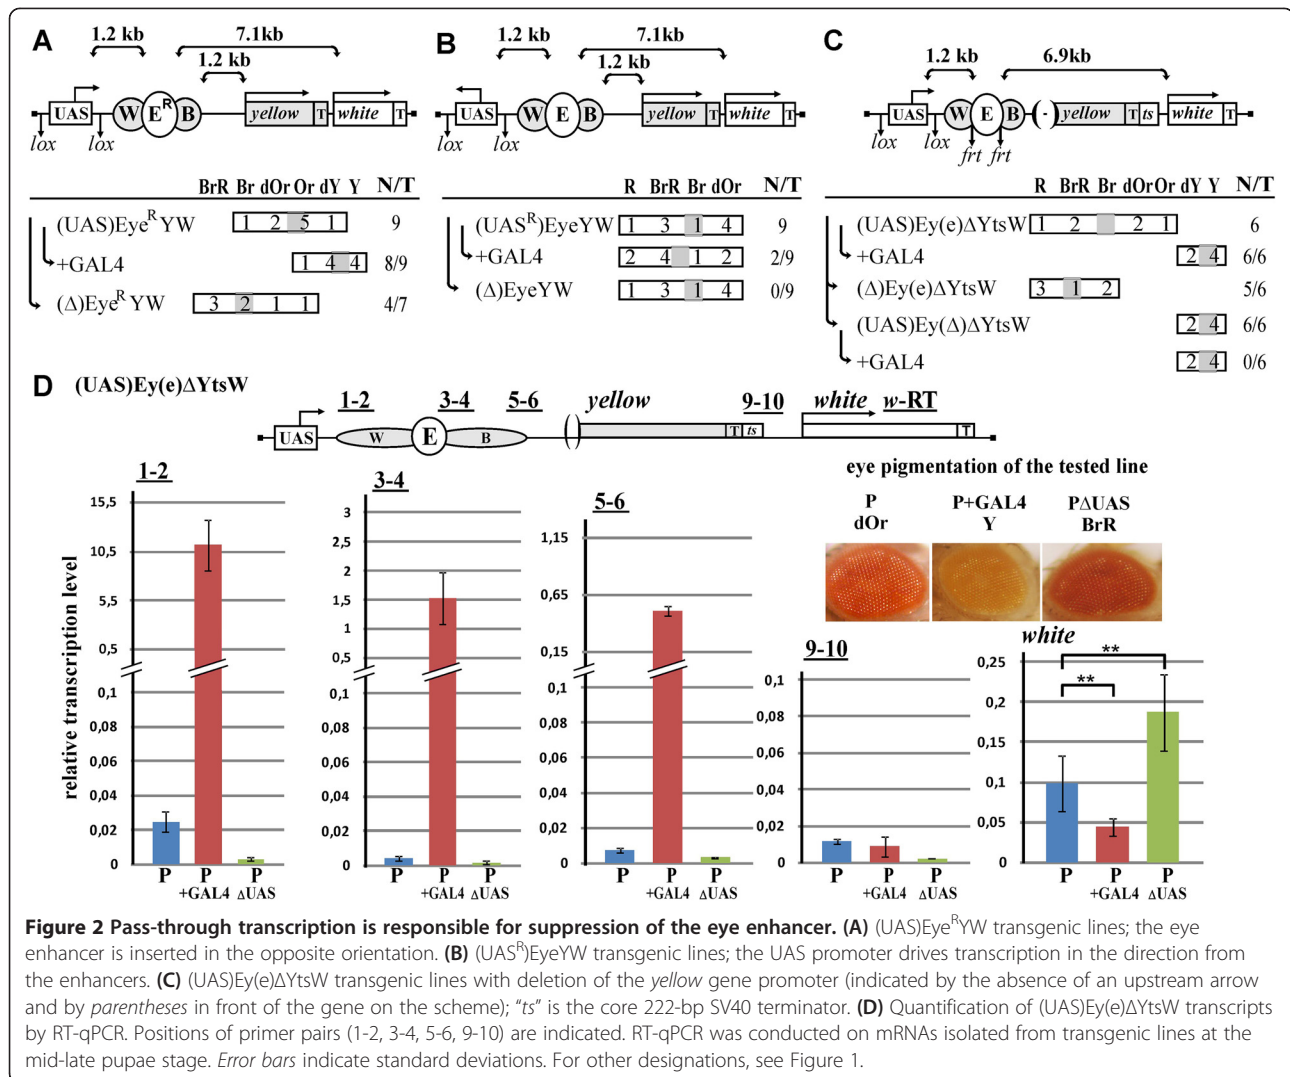 A
1.2 kb
7.1kb
1.2 kb
UAS
W
E^R
B
yellow
T
white
T
lox
lox
BrR Br dOr Or dY Y N/T
(UAS)Eye^R YW 1 2 5 1 9
+GAL4 1 4 4 8/9
(Δ)Eye^R YW 3 2 1 1 4/7
B
1.2 kb
7.1kb
1.2 kb
UAS
W
E
B
yellow
T
white
T
lox
R BrR Br dOr N/T
(UAS^R)EyeYW 1 3 1 4 9
+GAL4 2 4 1 2 2/9
(Δ)EyeYW 1 3 1 4 0/9
C
1.2 kb
6.9kb
UAS
W
E
B
(-)
yellow
T
ts
white
T
lox
lox
frt
frt
R BrR Br dOr Or dY Y N/T
(UAS)Ey(e)ΔYtsW 1 2 2 1 6
+GAL4 2 4 6/6
(Δ)Ey(e)ΔYtsW 3 1 2 5/6
(UAS)Ey(Δ)ΔYtsW 2 4 6/6
+GAL4 2 4 0/6
D
(UAS)Ey(e)ΔYtsW
1-2 3-4 5-6 yellow 9-10 white w-RT
UAS W E B ( ) T ts T
relative transcription level
1-2
15,5
10,5
5,5
0,5
0,1
0,08
0,06
0,04
0,02
0
P P P
+GAL4 ΔUAS
3-4
3
2,5
2
1,5
1
0,5
0,1
0,08
0,06
0,04
0,02
0
P P P
+GAL4 ΔUAS
5-6
1,15
0,65
0,15
0,1
0,08
0,06
0,04
0,02
0
P P P
+GAL4 ΔUAS
eye pigmentation of the tested line
P P+GAL4 PΔUAS
dOr Y BrR
9-10
0,1
0,08
0,06
0,04
0,02
0
P P P
+GAL4 ΔUAS
white
0,25
0,2
0,15
0,1
0,05
0
**
**
P P P
+GAL4 ΔUAS
Figure 2 Pass-through transcription is responsible for suppression of the eye enhancer. (A) (UAS)Eye^R YW transgenic lines; the eye
enhancer is inserted in the opposite orientation. (B) (UAS^R)EyeYW transgenic lines; the UAS promoter drives transcription in the direction from
the enhancers. (C) (UAS)Ey(e)ΔYtsW transgenic lines with deletion of the yellow gene promoter (indicated by the absence of an upstream arrow
and by parentheses in front of the gene on the scheme); "ts" is the core 222-bp SV40 terminator. (D) Quantification of (UAS)Ey(e)ΔYtsW transcripts
by RT-qPCR. Positions of primer pairs (1-2, 3-4, 5-6, 9-10) are indicated. RT-qPCR was conducted on mRNAs isolated from transgenic lines at the
mid-late pupae stage. Error bars indicate standard deviations. For other designations, see Figure 1.